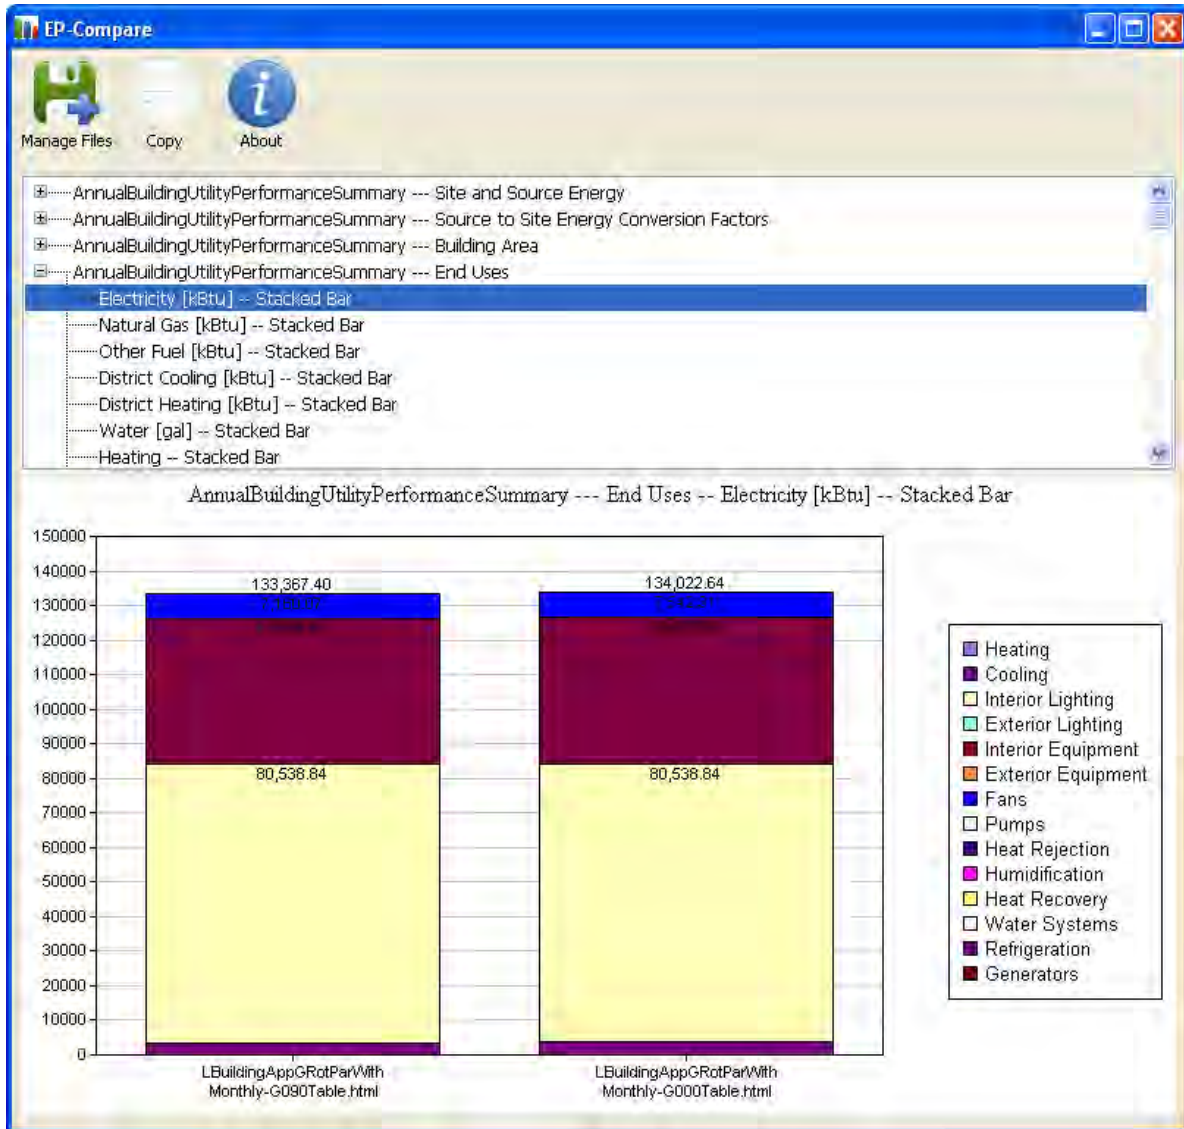 EP-Compare
Manage Files
Copy
About
AnnualBuildingUtilityPerformanceSummary --- Site and Source Energy
AnnualBuildingUtilityPerformanceSummary --- Source to Site Energy Conversion Factors
AnnualBuildingUtilityPerformanceSummary --- Building Area
AnnualBuildingUtilityPerformanceSummary --- End Uses
Electricity [kBtu] -- Stacked Bar
Natural Gas [kBtu] -- Stacked Bar
Other Fuel [kBtu] -- Stacked Bar
District Cooling [kBtu] -- Stacked Bar
District Heating [kBtu] -- Stacked Bar
Water [gal] -- Stacked Bar
Heating -- Stacked Bar
AnnualBuildingUtilityPerformanceSummary --- End Uses -- Electricity [kBtu] -- Stacked Bar
150000
140000
130000
120000
110000
100000
90000
80000
70000
60000
50000
40000
30000
20000
10000
0
133,367.40
134,022.64
80,538.84
80,538.84
LBuildingAppGRotParWith
Monthly-G090Table.html
LBuildingAppGRotParWith
Monthly-G000Table.html
Heating
Cooling
Interior Lighting
Exterior Lighting
Interior Equipment
Exterior Equipment
Fans
Pumps
Heat Rejection
Humidification
Heat Recovery
Water Systems
Refrigeration
Generators